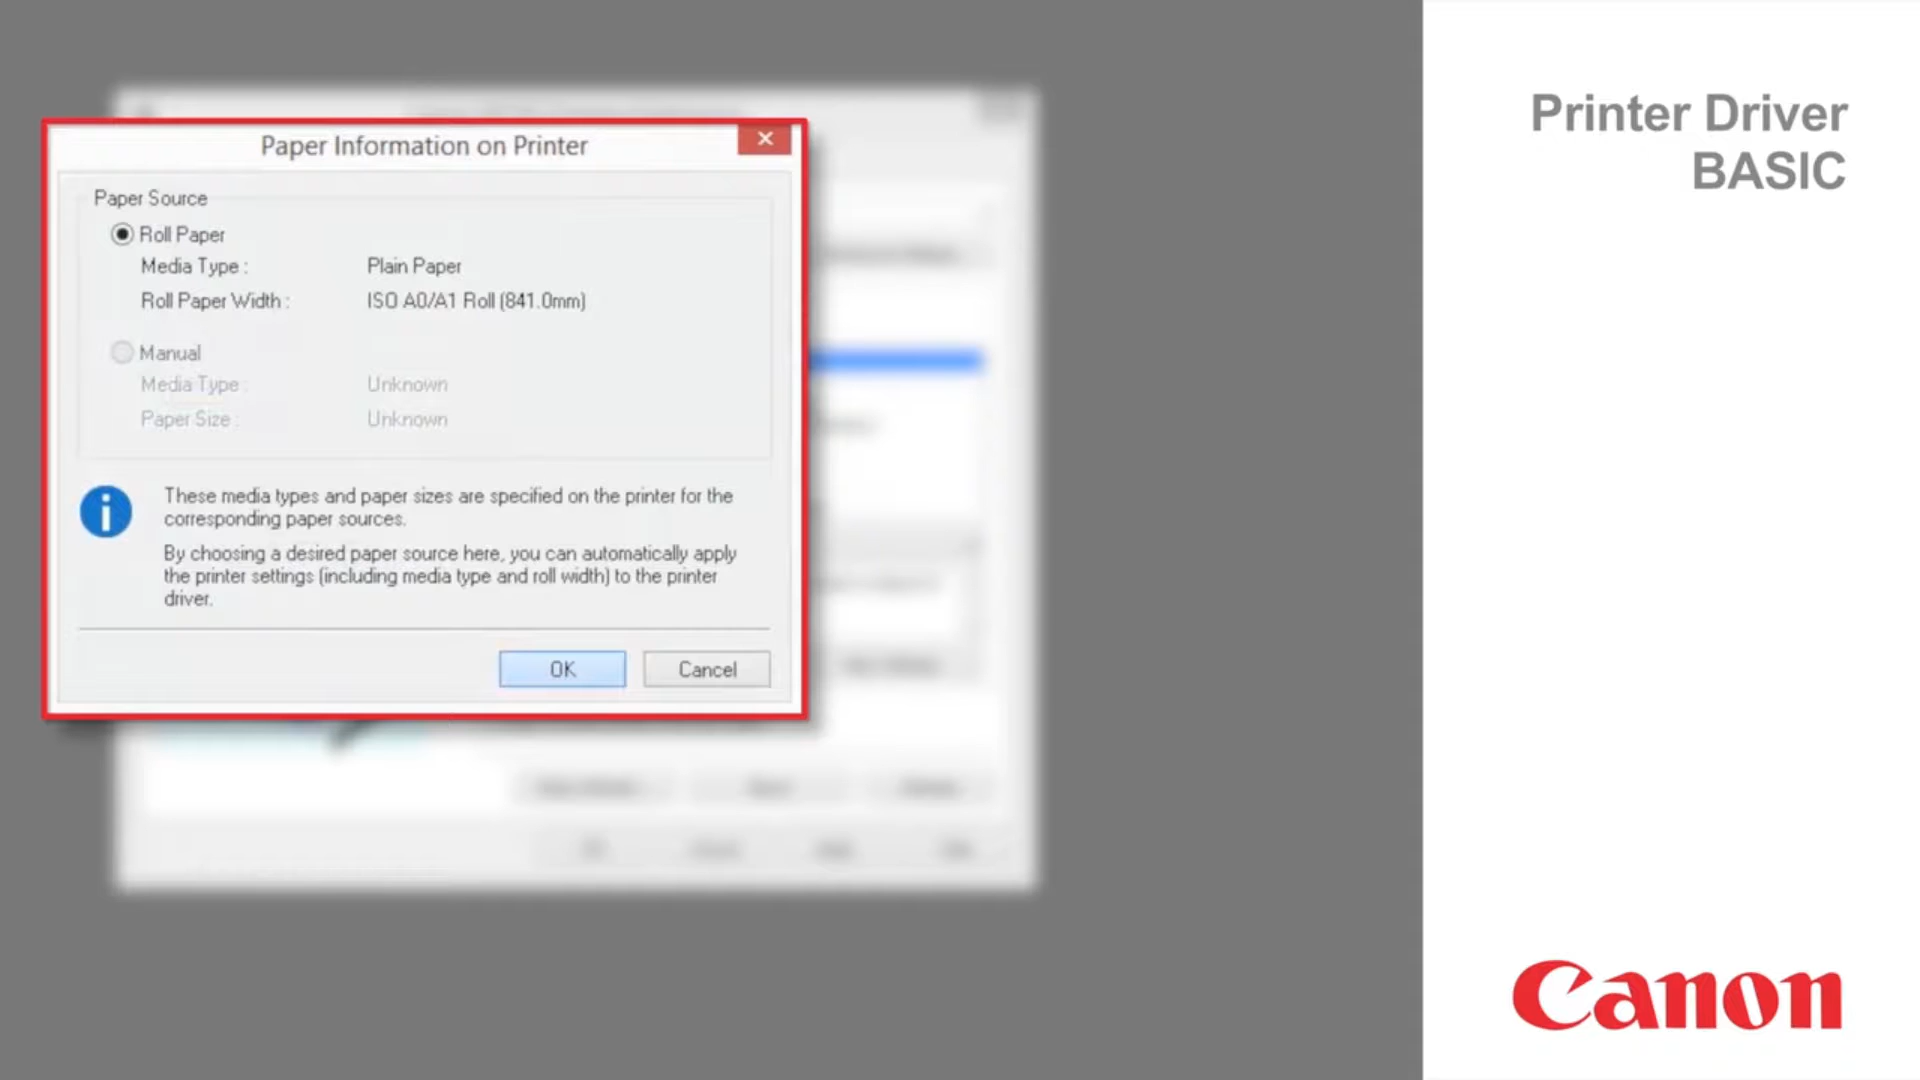 Printer Driver
BASIC
Paper Information on Printer
Paper Source
Roll Paper
Media Type : Plain Paper
Roll Paper Width : ISO A0/A1 Roll (841.0mm)
Manual
Media Type : Unknown
Paper Size : Unknown
These media types and paper sizes are specified on the printer for the
corresponding paper sources.
By choosing a desired paper source here, you can automatically apply
the printer settings (including media type and roll width) to the printer
driver.
OK Cancel
Canon